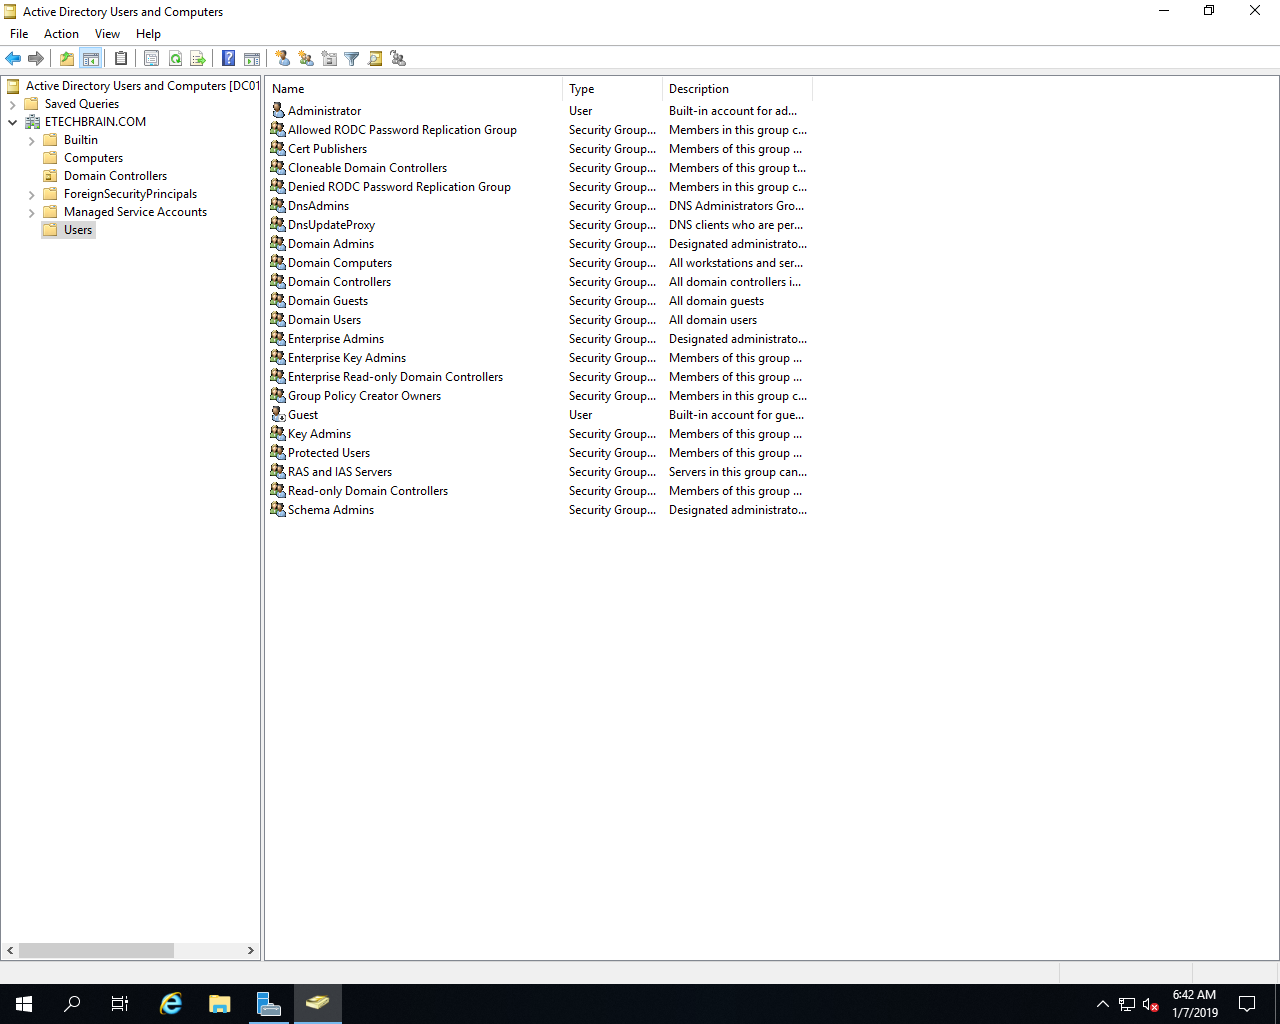 Active Directory Users and Computers
File Action View Help
Active Directory Users and Computers [DC01
Saved Queries
ETECHBRAIN.COM
Builtin
Computers
Domain Controllers
ForeignSecurityPrincipals
Managed Service Accounts
Users
Name Type Description
Administrator User Built-in account for ad...
Allowed RODC Password Replication Group Security Group... Members in this group c...
Cert Publishers Security Group... Members of this group ...
Cloneable Domain Controllers Security Group... Members of this group t...
Denied RODC Password Replication Group Security Group... Members in this group c...
DnsAdmins Security Group... DNS Administrators Gro...
DnsUpdateProxy Security Group... DNS clients who are per...
Domain Admins Security Group... Designated administrato...
Domain Computers Security Group... All workstations and ser...
Domain Controllers Security Group... All domain controllers i...
Domain Guests Security Group... All domain guests
Domain Users Security Group... All domain users
Enterprise Admins Security Group... Designated administrato...
Enterprise Key Admins Security Group... Members of this group ...
Enterprise Read-only Domain Controllers Security Group... Members of this group ...
Group Policy Creator Owners Security Group... Members in this group c...
Guest User Built-in account for gue...
Key Admins Security Group... Members of this group ...
Protected Users Security Group... Members of this group ...
RAS and IAS Servers Security Group... Servers in this group can...
Read-only Domain Controllers Security Group... Members of this group ...
Schema Admins Security Group... Designated administrato...
6:42 AM
1/7/2019